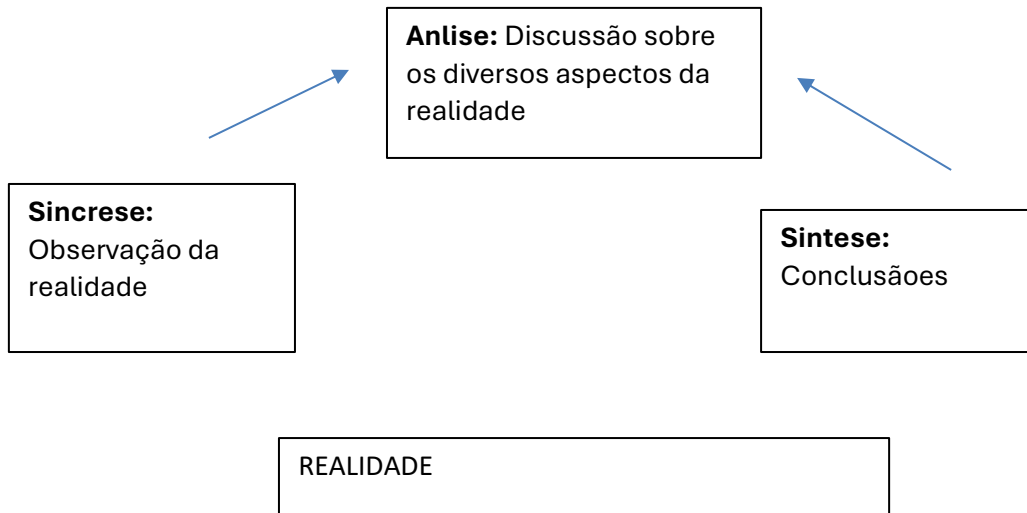 Anlise: Discussão sobre
os diversos aspectos da
realidade
Sincrese:
Observação da
realidade
Sintese:
Conclusãoes
REALIDADE